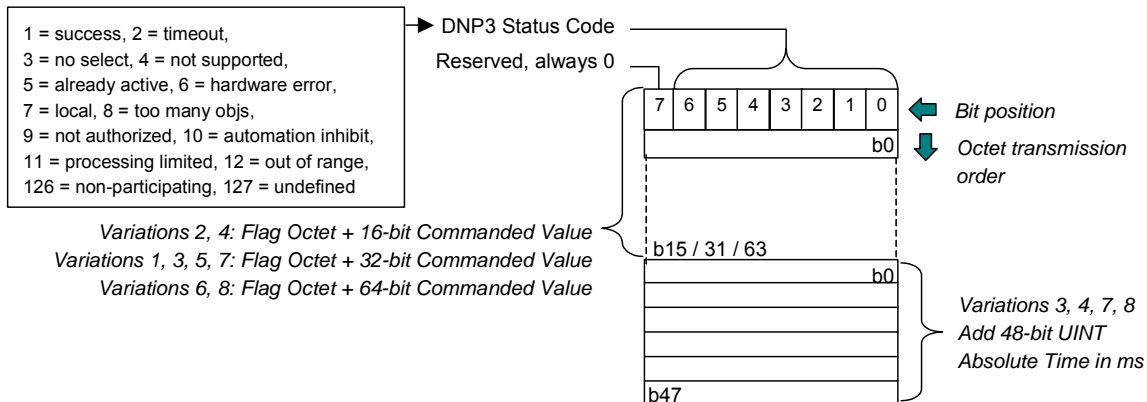 1 = success, 2 = timeout,
3 = no select, 4 = not supported,
5 = already active, 6 = hardware error,
7 = local, 8 = too many objs,
9 = not authorized, 10 = automation inhibit,
11 = processing limited, 12 = out of range,
126 = non-participating, 127 = undefined
DNP3 Status Code
Reserved, always 0
7 6 5 4 3 2 1 0
Bit position
b0
Octet transmission
order
Variations 2, 4: Flag Octet + 16-bit Commanded Value
Variations 1, 3, 5, 7: Flag Octet + 32-bit Commanded Value
Variations 6, 8: Flag Octet + 64-bit Commanded Value
b15 / 31 / 63
b0
Variations 3, 4, 7, 8
Add 48-bit UINT
Absolute Time in ms
b47